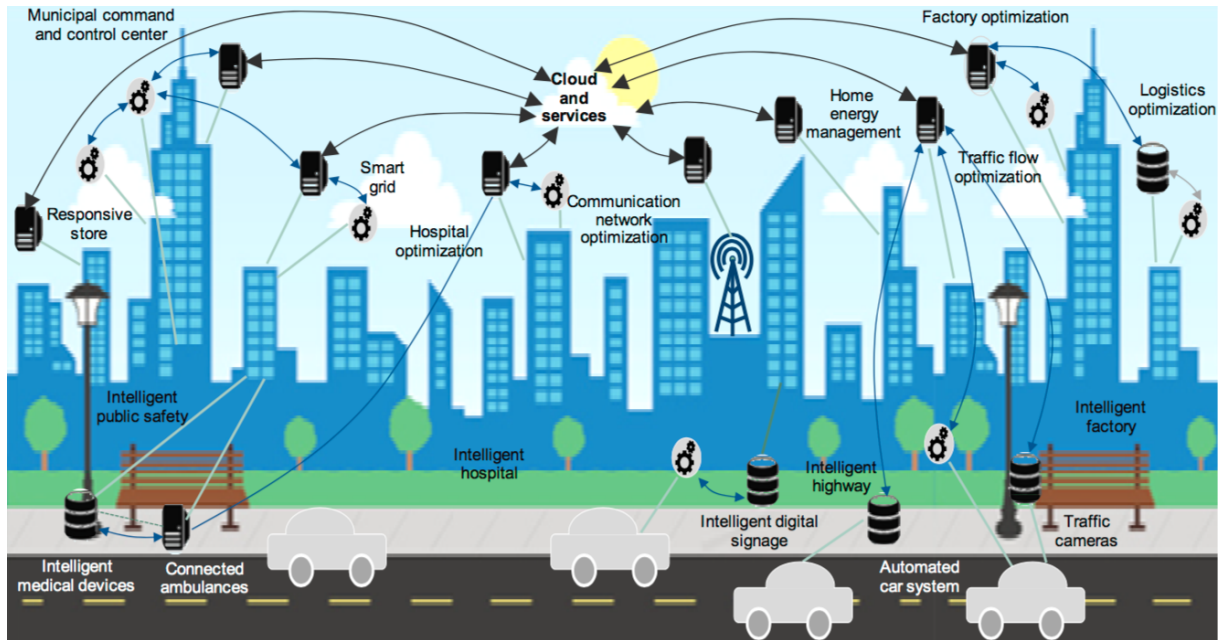 Municipal command
and control center
Factory optimization
Cloud
and
services
Home
energy
management
Logistics
optimization
Smart
grid
Traffic flow
optimization
Responsive
store
Hospital
optimization
Communication
network
optimization
Intelligent
public safety
Intelligent
factory
Intelligent
hospital
Intelligent
highway
Intelligent digital
signage
Traffic
cameras
Intelligent
medical devices
Connected
ambulances
Automated
car system